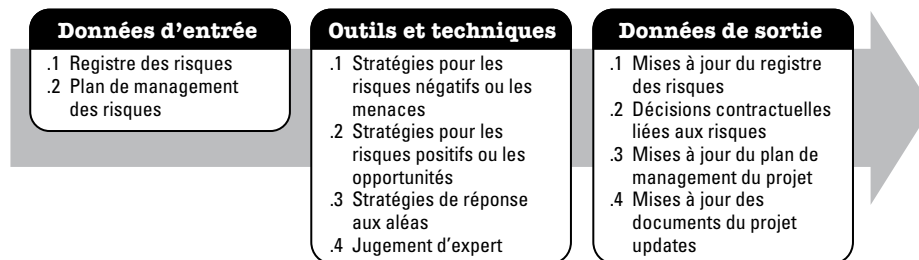 Données d'entrée
.1 Registre des risques
.2 Plan de management
des risques
Outils et techniques
.1 Stratégies pour les
risques négatifs ou les
menaces
.2 Stratégies pour les
risques positifs ou les
opportunités
.3 Stratégies de réponse
aux aléas
.4 Jugement d'expert
Données de sortie
.1 Mises à jour du registre
des risques
.2 Décisions contractuelles
liées aux risques
.3 Mises à jour du plan de
management du projet
.4 Mises à jour des
documents du projet
updates